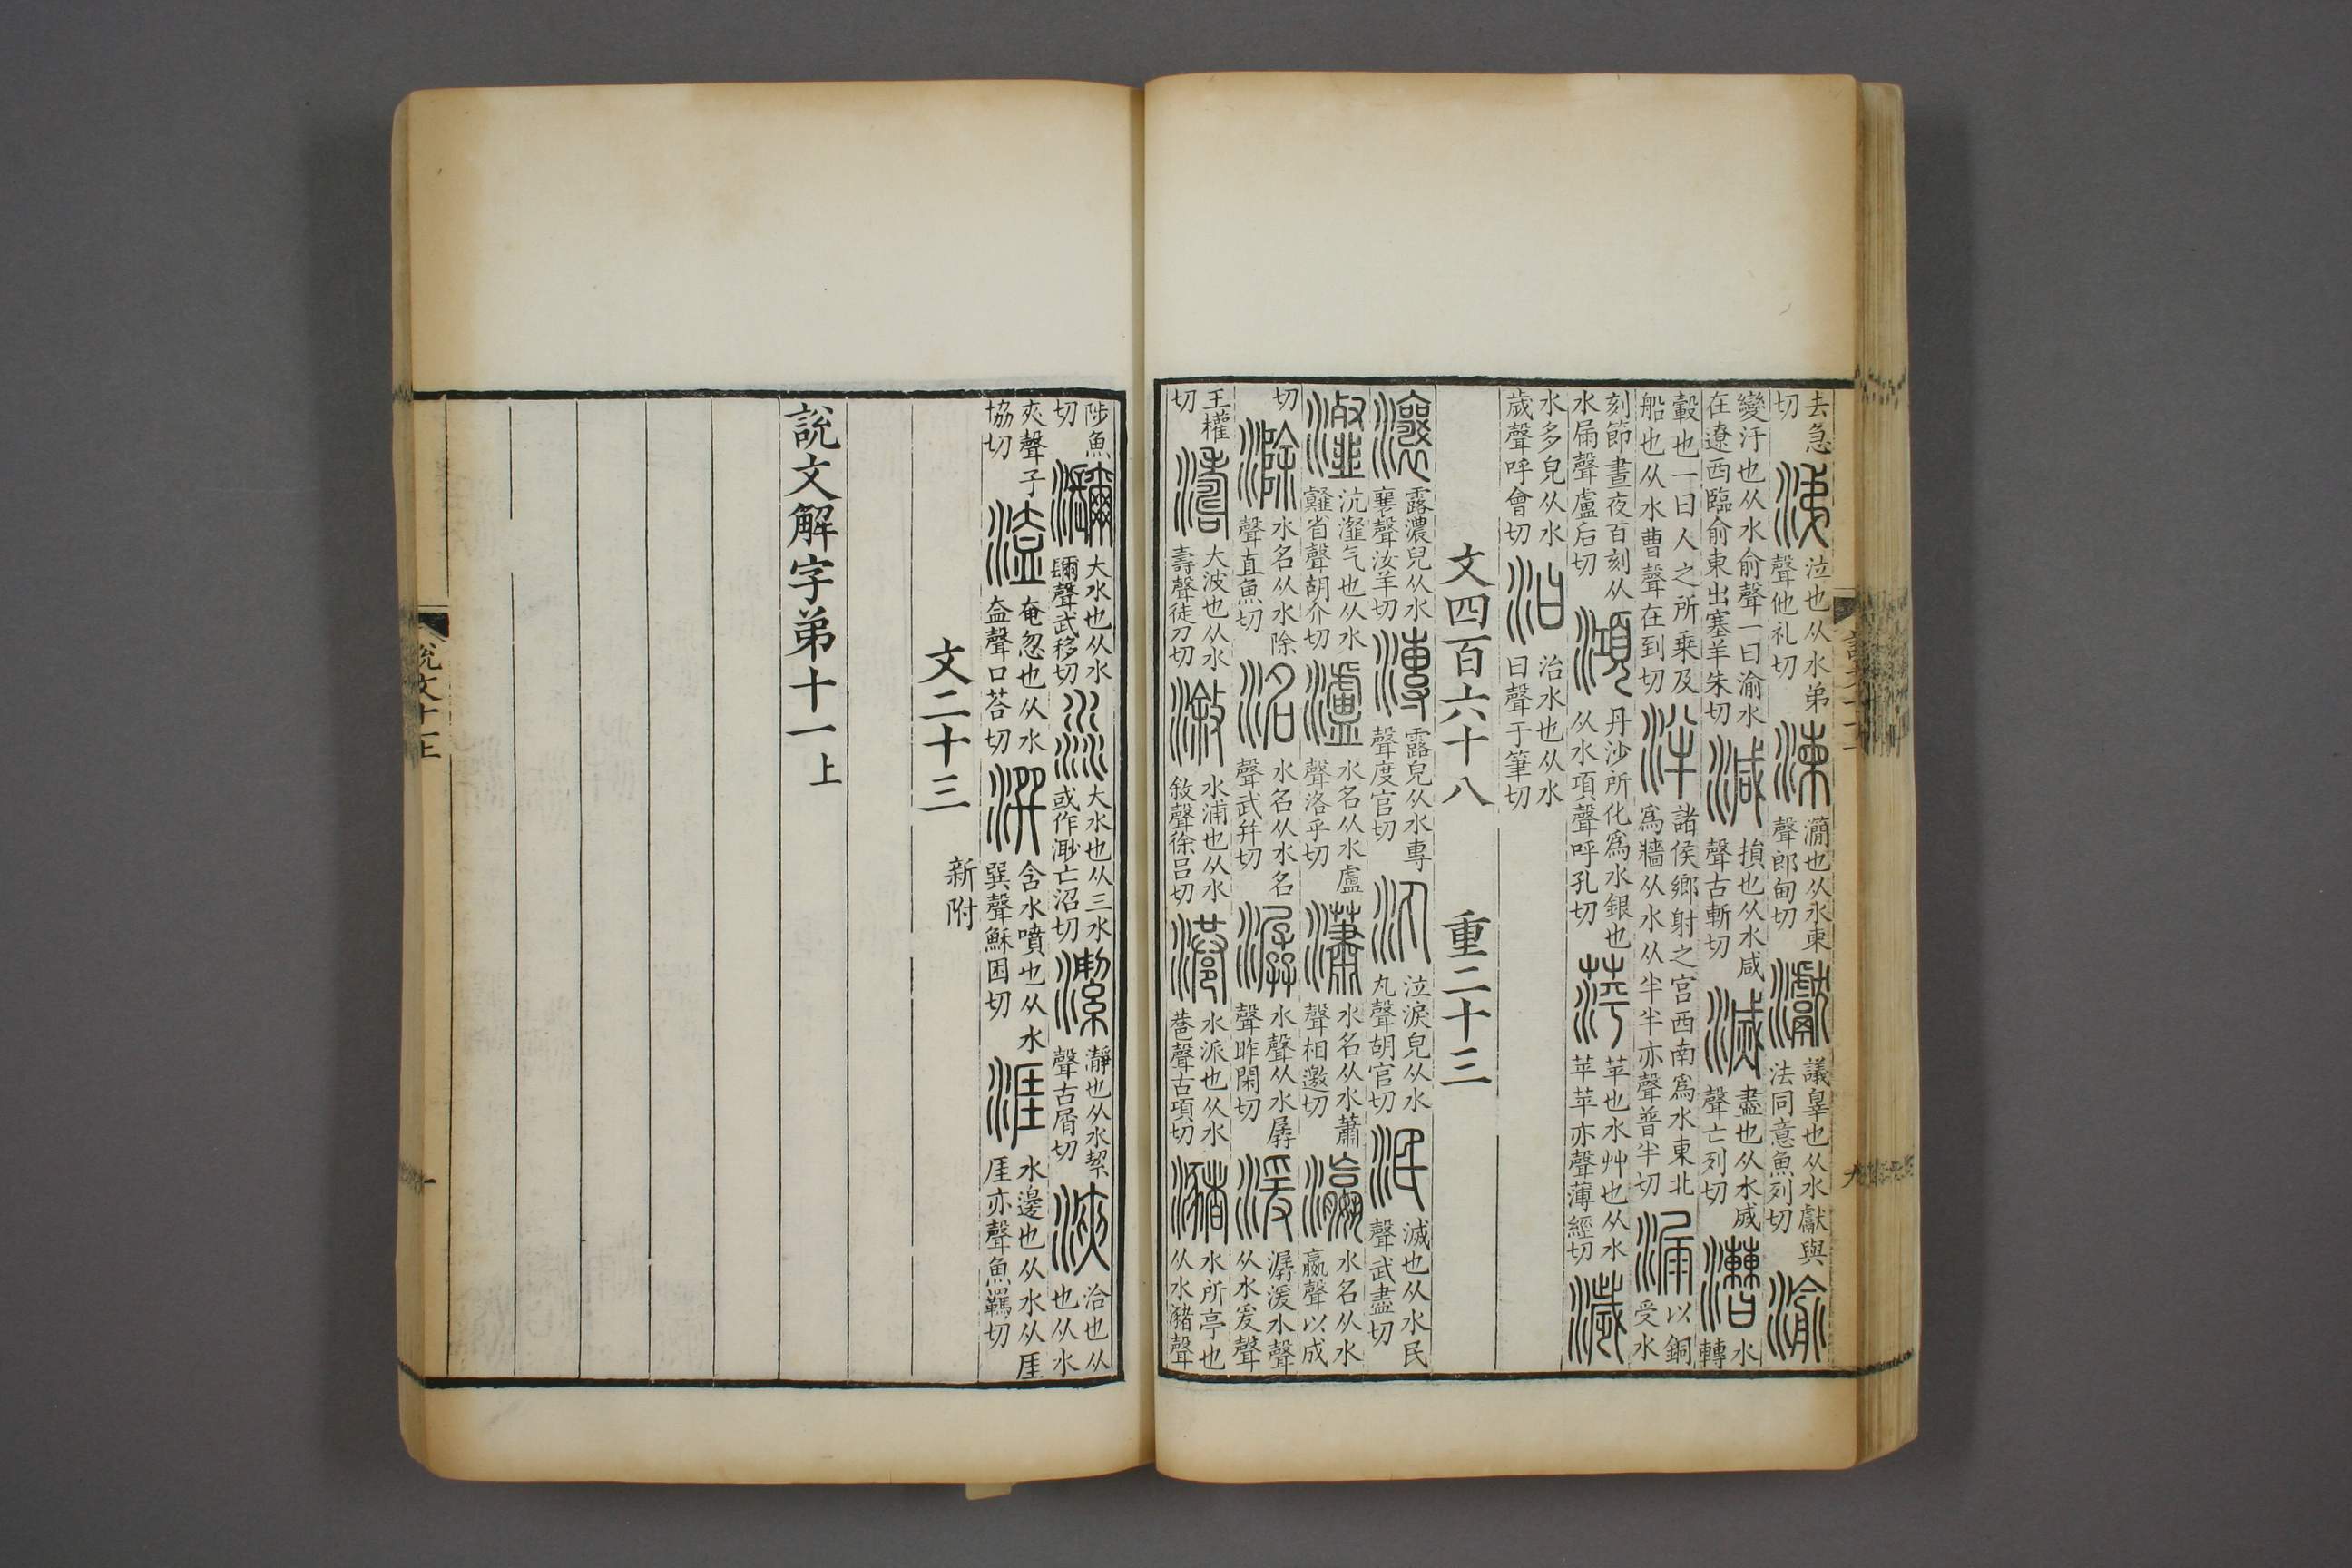 去急切涕泣也从水弟聲他礼切湅㶕也从水柬聲郎甸切𤅊議辠也从水獻與法同意魚列切渝
變汙也从水俞聲一曰渝水在遼西臨俞東出塞羊朱切減損也从水咸聲古斬切滅盡也从水烕聲亡列切漕水轉
轂也一曰人之所乗及船也从水曹聲在到切泮諸侯鄉射之宮西南爲水東北爲牆从水从半半亦聲普半切漏以銅受水
刻節晝夜百刻从水扇聲盧后切澒丹沙所化爲水銀也从水項聲呼孔切萍苹也水艸也从水苹苹亦聲薄經切濊
水多皃从水歲聲呼會切汨治水也从水曰聲于筆切
文四百六十八 重二十三
瀼露濃皃从水襄聲汝羊切漙露皃从水專聲度官切汍泣淚皃从水丸聲胡官切泯滅也从水民聲武盡切
瀣沆瀣气也从水䪥省聲胡介切瀘水名从水盧聲洛乎切瀟水名从水蕭聲相邀切瀛水名从水嬴聲以成
切滁水名从水除聲直魚切洺水名从水名聲武幷切潺水聲从水孱聲昨閑切湲潺湲水聲从水爰聲
王權切濤大波也从水壽聲徒刀切漵水浦也从水敘聲徐呂切港水派也从水巷聲古項切瀦水所亭也从水豬聲
陟魚切瀰大水也从水镾聲武移切淼大水也从三水或作渺亡沼切潔瀞也从水絜聲古屑切浹洽也从也从水
夾聲子協切溘奄忽也从水盍聲口荅切潠含水噴也从水巽聲穌困切涯水邊也从水从厓厓亦聲魚羈切
文二十三 新附
說文解字弟十一上
說文十一上